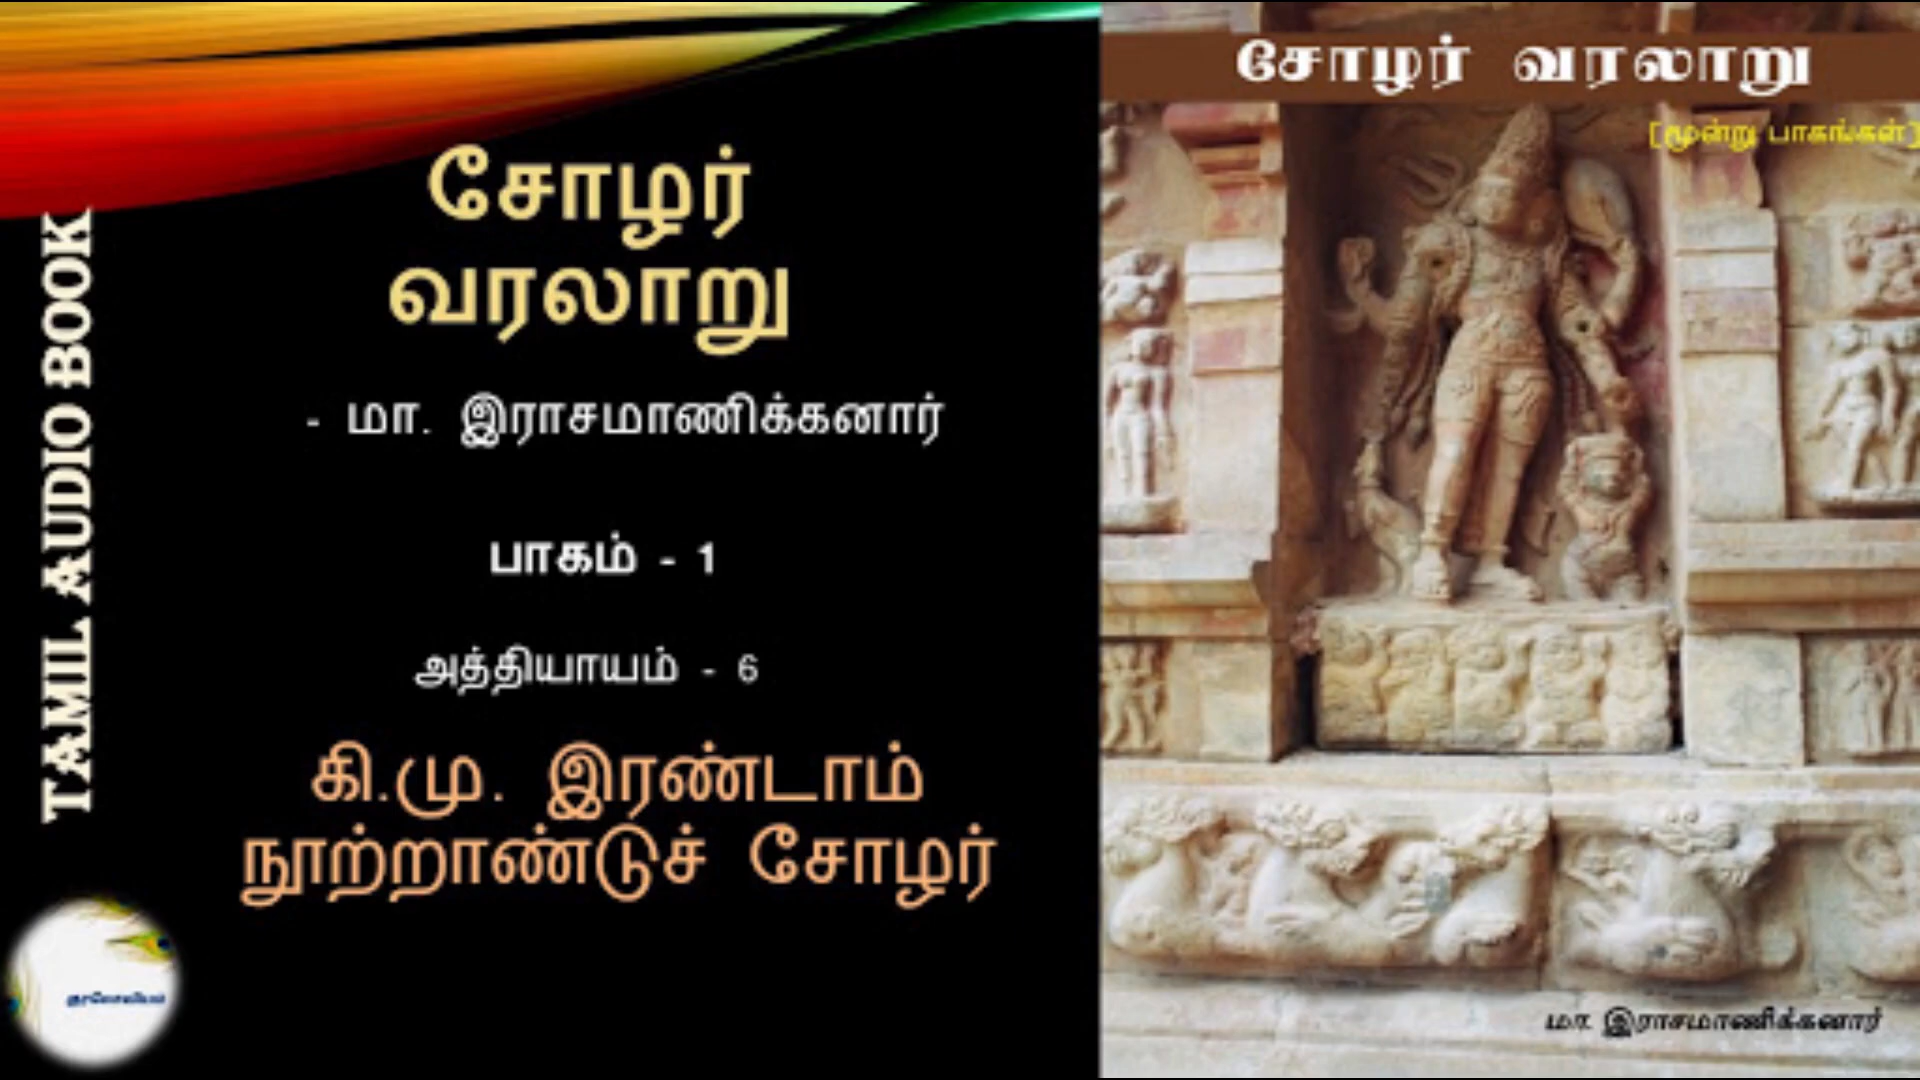 TAMIL AUDIO BOOK
சோழர்
வரலாறு
- மா. இராசமாணிக்கனார்
பாகம் - 1
அத்தியாயம் - 6
கி.மு. இரண்டாம்
நூற்றாண்டுச் சோழர்
சோழர் வரலாறு
[மூன்று பாகங்கள்]
மா. இராசமாணிக்கனார்